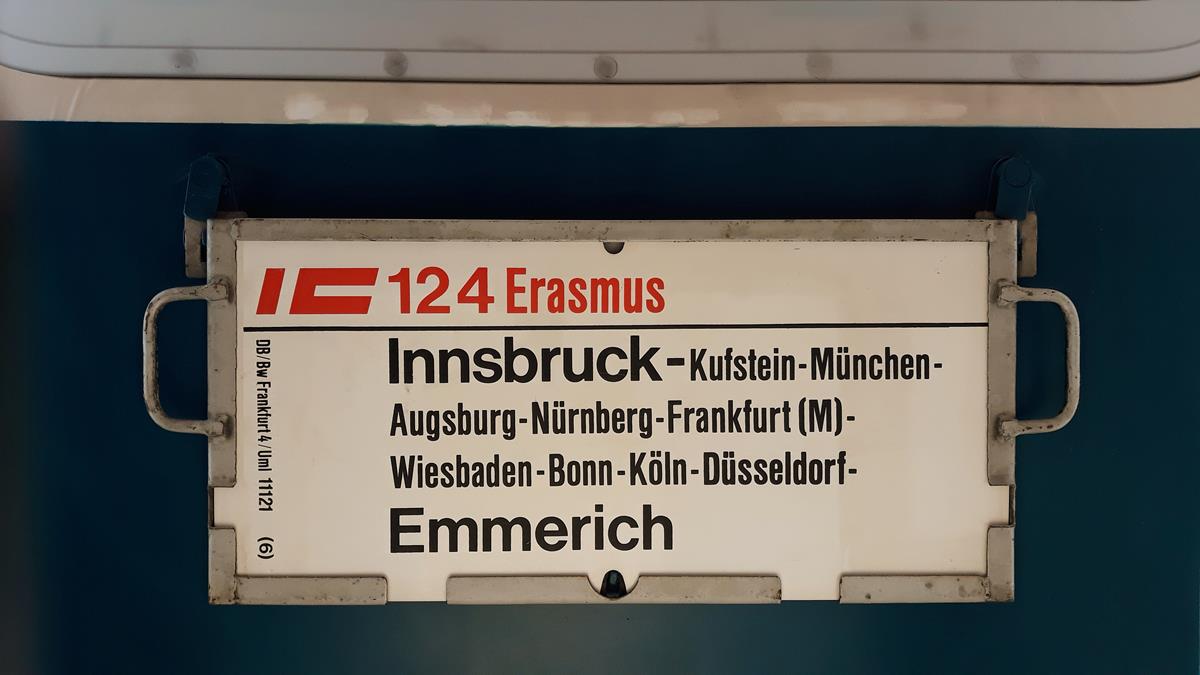 IC 124 Erasmus
Innsbruck-Kufstein-München-
Augsburg-Nürnberg-Frankfurt (M)-
Wiesbaden-Bonn-Köln-Düsseldorf-
Emmerich
DB/Bw Frankfurt 4/Uml 11121 (6)